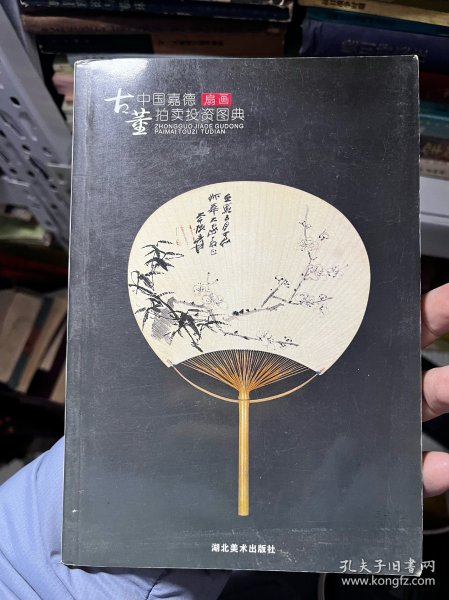 中国嘉德 扇画
古董 拍卖投资图典
ZHONGGUO JIADE GUDONG
PAIMAI TOUZI TUDIAN
湖北美术出版社
孔夫子旧书网
www.kongfz.com